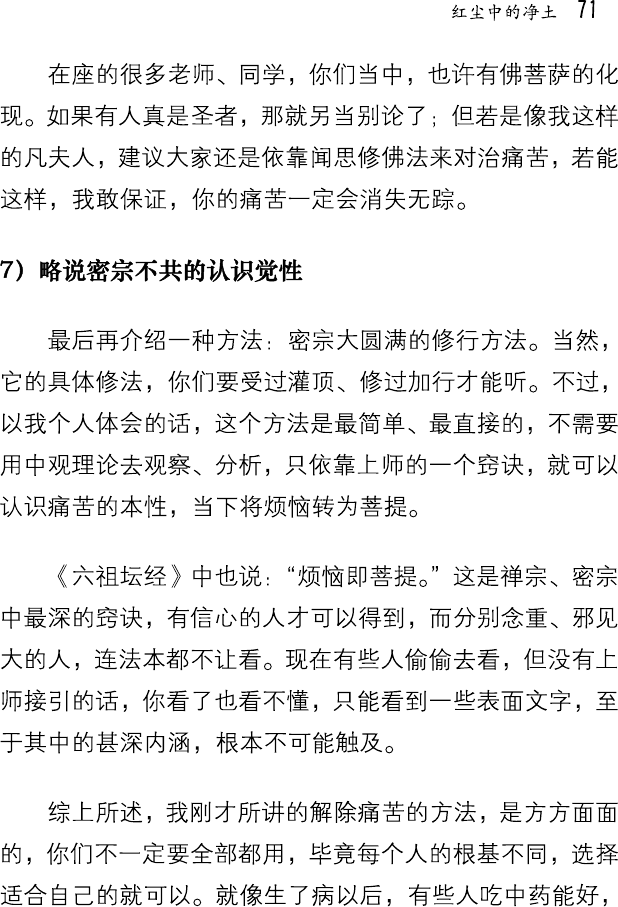 红尘中的净土 71
在座的很多老师、同学，你们当中，也许有佛菩萨的化
现。如果有人真是圣者，那就另当别论了；但若是像我这样
的凡夫人，建议大家还是依靠闻思修佛法来对治痛苦，若能
这样，我敢保证，你的痛苦一定会消失无踪。
7）略说密宗不共的认识觉性
最后再介绍一种方法：密宗大圆满的修行方法。当然，
它的具体修法，你们要受过灌顶、修过加行才能听。不过，
以我个人体会的话，这个方法是最简单、最直接的，不需要
用中观理论去观察、分析，只依靠上师的一个窍诀，就可以
认识痛苦的本性，当下将烦恼转为菩提。
《六祖坛经》中也说：“烦恼即菩提。”这是禅宗、密宗
中最深的窍诀，有信心的人才可以得到，而分别念重、邪见
大的人，连法本都不让看。现在有些人偷偷去看，但没有上
师接引的话，你看了也看不懂，只能看到一些表面文字，至
于其中的甚深内涵，根本不可能触及。
综上所述，我刚才所讲的解除痛苦的方法，是方方面面
的，你们不一定要全部都用，毕竟每个人的根基不同，选择
适合自己的就可以。就像生了病以后，有些人吃中药能好，